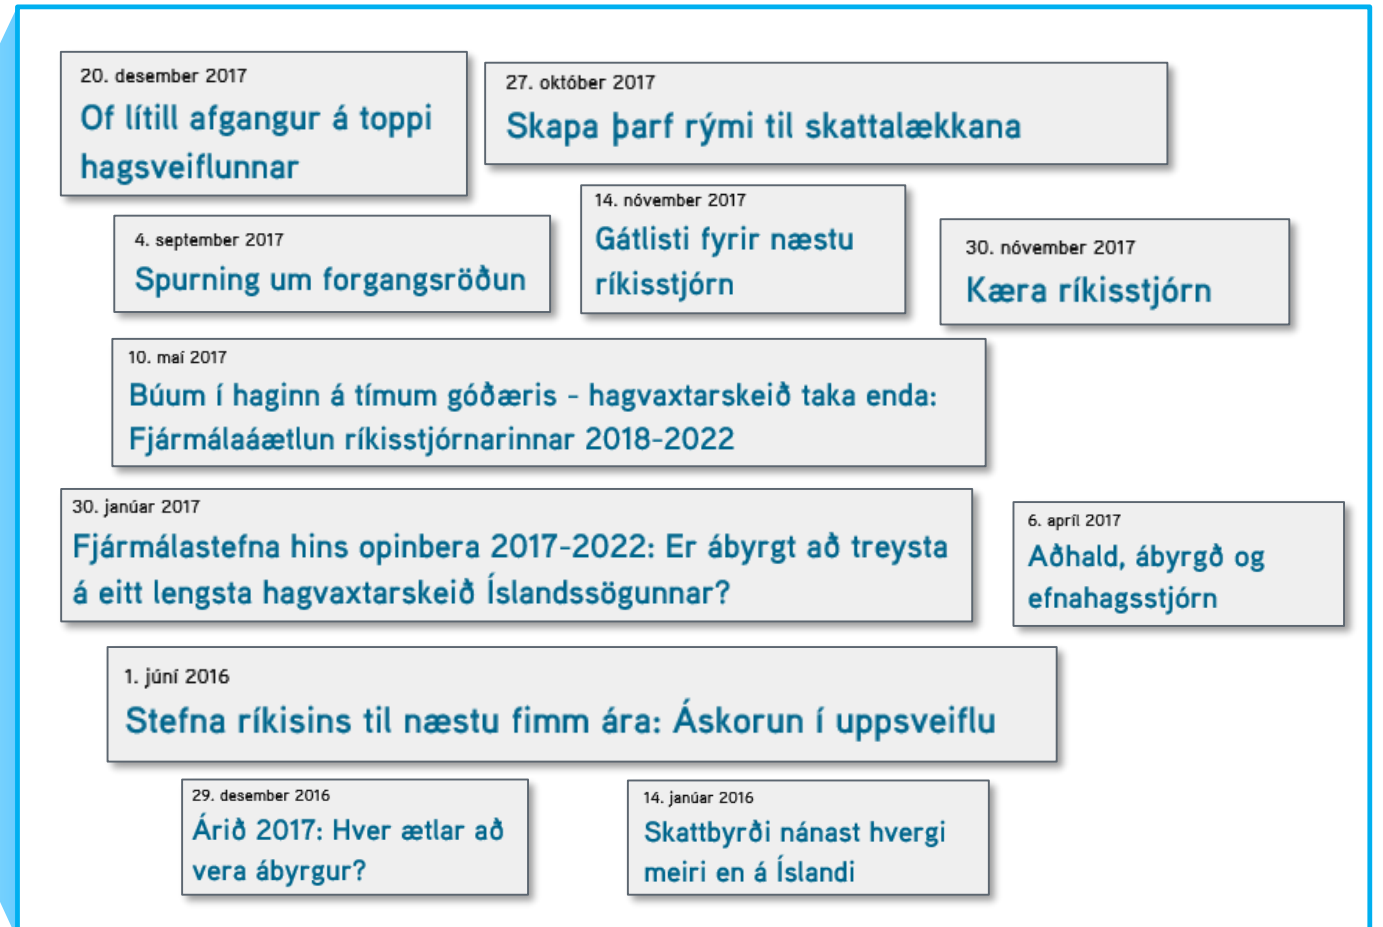 20. desember 2017
Of lítill afgangur á toppi
hagsveiflunnar
27. október 2017
Skapa þarf rými til skattalækkana
4. september 2017
Spurning um forgangsröðun
14. nóvember 2017
Gátlisti fyrir næstu
ríkisstjórn
30. nóvember 2017
Kæra ríkisstjórn
10. maí 2017
Búum í haginn á tímum góðæris - hagvaxtarskeið taka enda:
Fjármálaáætlun ríkisstjórnarinnar 2018-2022
30. janúar 2017
Fjármálastefna hins opinbera 2017-2022: Er ábyrgt að treysta
á eitt lengsta hagvaxtarskeið Íslandssögunnar?
6. apríl 2017
Aðhald, ábyrgð og
efnahagsstjórn
1. júní 2016
Stefna ríkisins til næstu fimm ára: Áskorun í uppsveiflu
29. desember 2016
Árið 2017: Hver ætlar að
vera ábyrgur?
14. janúar 2016
Skattbyrði nánast hvergi
meiri en á Íslandi